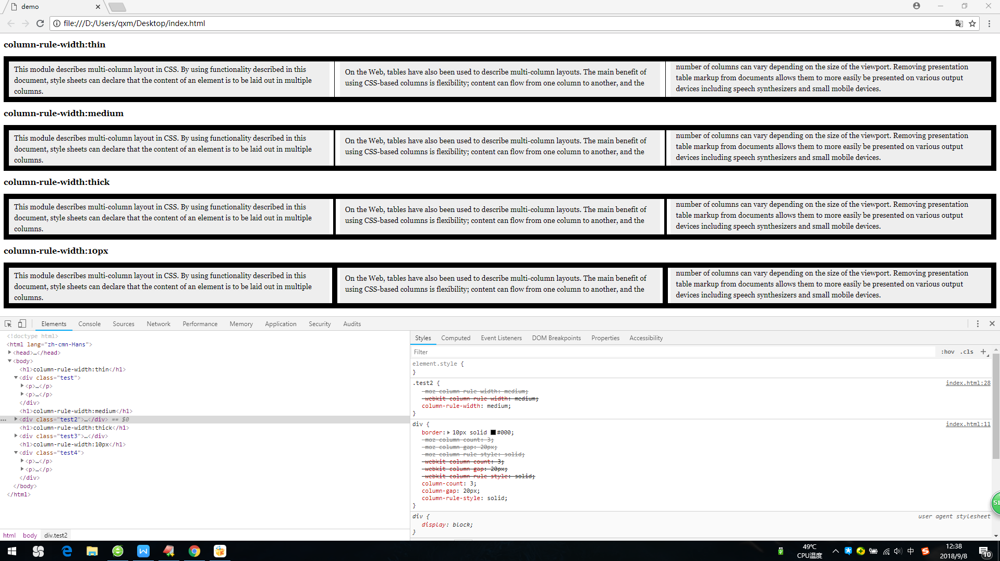 demo
file:///D:/Users/qxm/Desktop/index.html
column-rule-width:thin
This module describes multi-column layout in CSS. By using functionality described in this
document, style sheets can declare that the content of an element is to be laid out in multiple
columns.
On the Web, tables have also been used to describe multi-column layouts. The main benefit of
using CSS-based columns is flexibility; content can flow from one column to another, and the
number of columns can vary depending on the size of the viewport. Removing presentation
table markup from documents allows them to more easily be presented on various output
devices including speech synthesizers and small mobile devices.
column-rule-width:medium
This module describes multi-column layout in CSS. By using functionality described in this
document, style sheets can declare that the content of an element is to be laid out in multiple
columns.
On the Web, tables have also been used to describe multi-column layouts. The main benefit of
using CSS-based columns is flexibility; content can flow from one column to another, and the
number of columns can vary depending on the size of the viewport. Removing presentation
table markup from documents allows them to more easily be presented on various output
devices including speech synthesizers and small mobile devices.
column-rule-width:thick
This module describes multi-column layout in CSS. By using functionality described in this
document, style sheets can declare that the content of an element is to be laid out in multiple
columns.
On the Web, tables have also been used to describe multi-column layouts. The main benefit of
using CSS-based columns is flexibility; content can flow from one column to another, and the
number of columns can vary depending on the size of the viewport. Removing presentation
table markup from documents allows them to more easily be presented on various output
devices including speech synthesizers and small mobile devices.
column-rule-width:10px
This module describes multi-column layout in CSS. By using functionality described in this
document, style sheets can declare that the content of an element is to be laid out in multiple
columns.
On the Web, tables have also been used to describe multi-column layouts. The main benefit of
using CSS-based columns is flexibility; content can flow from one column to another, and the
number of columns can vary depending on the size of the viewport. Removing presentation
table markup from documents allows them to more easily be presented on various output
devices including speech synthesizers and small mobile devices.
Elements Console Sources Network Performance Memory Application Security Audits
<!doctype html>
<html lang="zh-cmn-Hans">
<head>…</head>
<body>
<h1>column-rule-width:thin</h1>
<div class="test">
<p>…</p>
<p>…</p>
</div>
<h1>column-rule-width:medium</h1>
<div class="test2">…</div> == $0
<h1>column-rule-width:thick</h1>
<div class="test3">…</div>
<h1>column-rule-width:10px</h1>
<div class="test4">
<p>…</p>
<p>…</p>
</div>
</body>
</html>
html body div.test2
Styles Computed Event Listeners DOM Breakpoints Properties Accessibility
Filter :hov .cls +
element.style {
}
.test2 { index.html:28
-moz-column-rule-width: medium;
-webkit-column-rule-width: medium;
column-rule-width: medium;
}
div { index.html:11
border: 10px solid #000;
-moz-column-count: 3;
-moz-column-gap: 20px;
-moz-column-rule-style: solid;
-webkit-column-count: 3;
-webkit-column-gap: 20px;
-webkit-column-rule-style: solid;
column-count: 3;
column-gap: 20px;
column-rule-style: solid;
}
div { user agent stylesheet
display: block;
}
51
49℃
CPU温度
中
12:38
2018/9/8
10